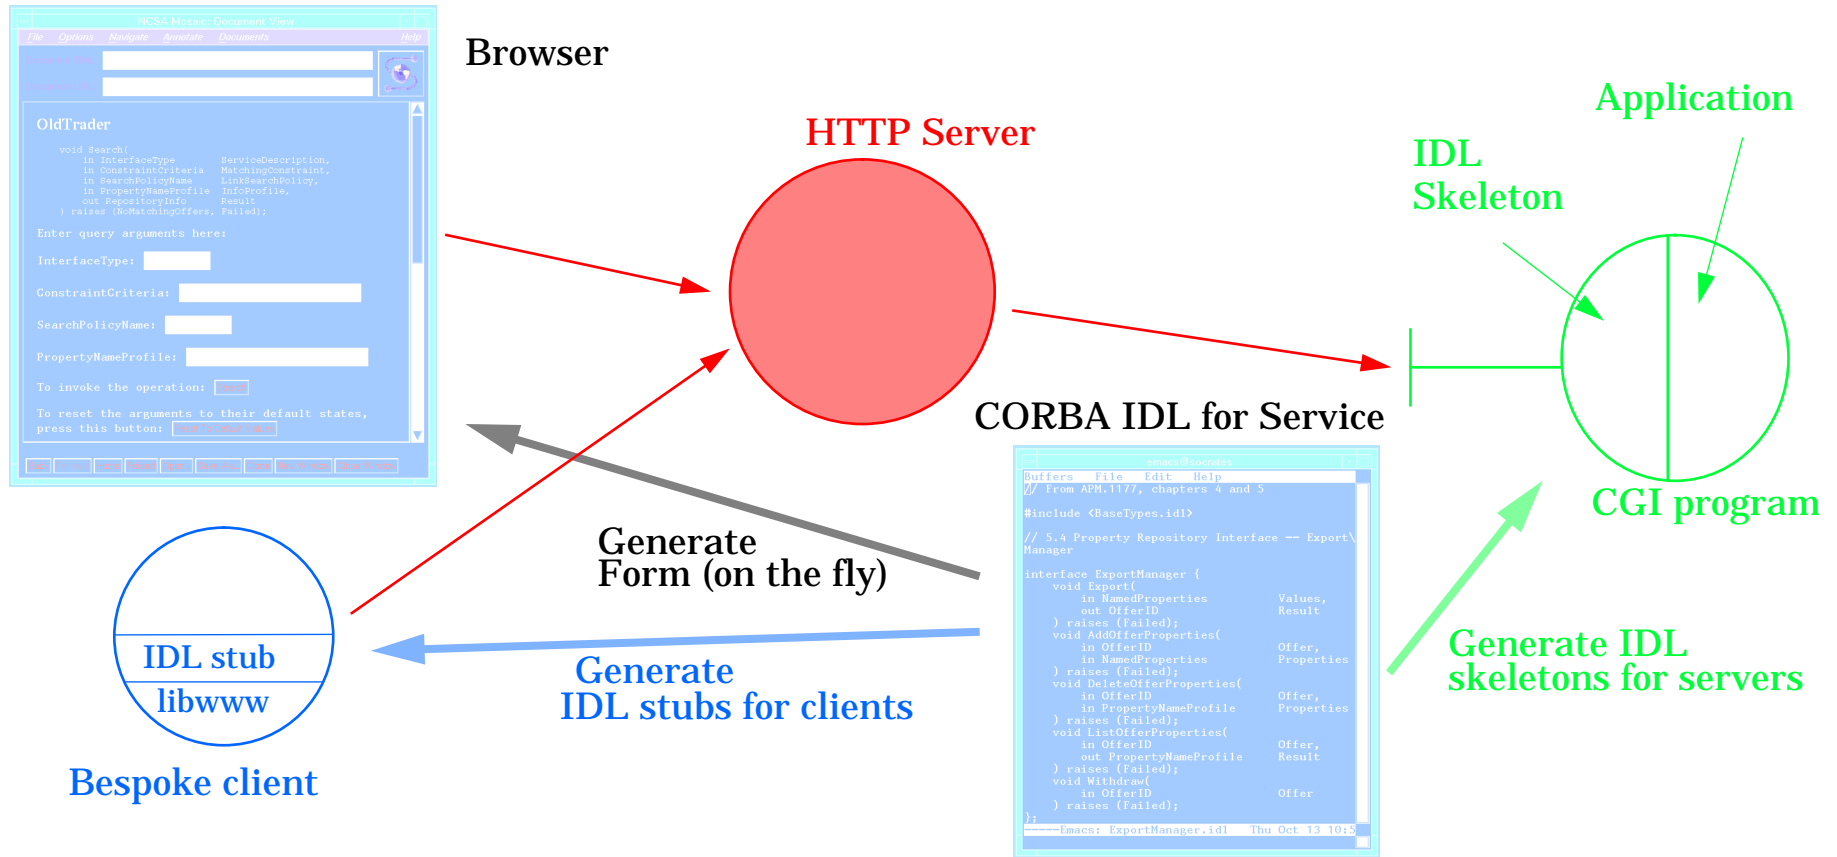 NCSA Mosaic: Document View
File Options Navigate Annotate Documents Help
OldTrader
void Search(
in InterfaceType ServiceDescription,
in ConstraintCriteria MatchingConstraint,
in SearchPolicyName LinkSearchPolicy,
in PropertyNameProfile InfoProfile,
out RepositoryInfo Result
) raises (NoMatchingOffers, Failed);
Enter query arguments here:
InterfaceType:
ConstraintCriteria:
SearchPolicyName:
PropertyNameProfile:
To invoke the operation:
To reset the arguments to their default states,
press this button:
Browser
HTTP Server
Application
IDL
Skeleton
CGI program
CORBA IDL for Service
emacs@socrates
Buffers File Edit Help
// From APM.1177, chapters 4 and 5
#include <BaseTypes.idl>
// 5.4 Property Repository Interface -- Export\
Manager
interface ExportManager {
void Export(
in NamedProperties Values,
out OfferID Result
) raises (Failed);
void AddOfferProperties(
in OfferID Offer,
in NamedProperties Properties
) raises (Failed);
void DeleteOfferProperties(
in OfferID Offer,
in PropertyNameProfile Properties
) raises (Failed);
void ListOfferProperties(
in OfferID Offer,
out PropertyNameProfile Result
) raises (Failed);
void Withdraw(
in OfferID Offer
) raises (Failed);
};
-----Emacs: ExportManager.idl Thu Oct 13 10:5
Generate
Form (on the fly)
Generate
IDL stubs for clients
Generate IDL
skeletons for servers
IDL stub
libwww
Bespoke client